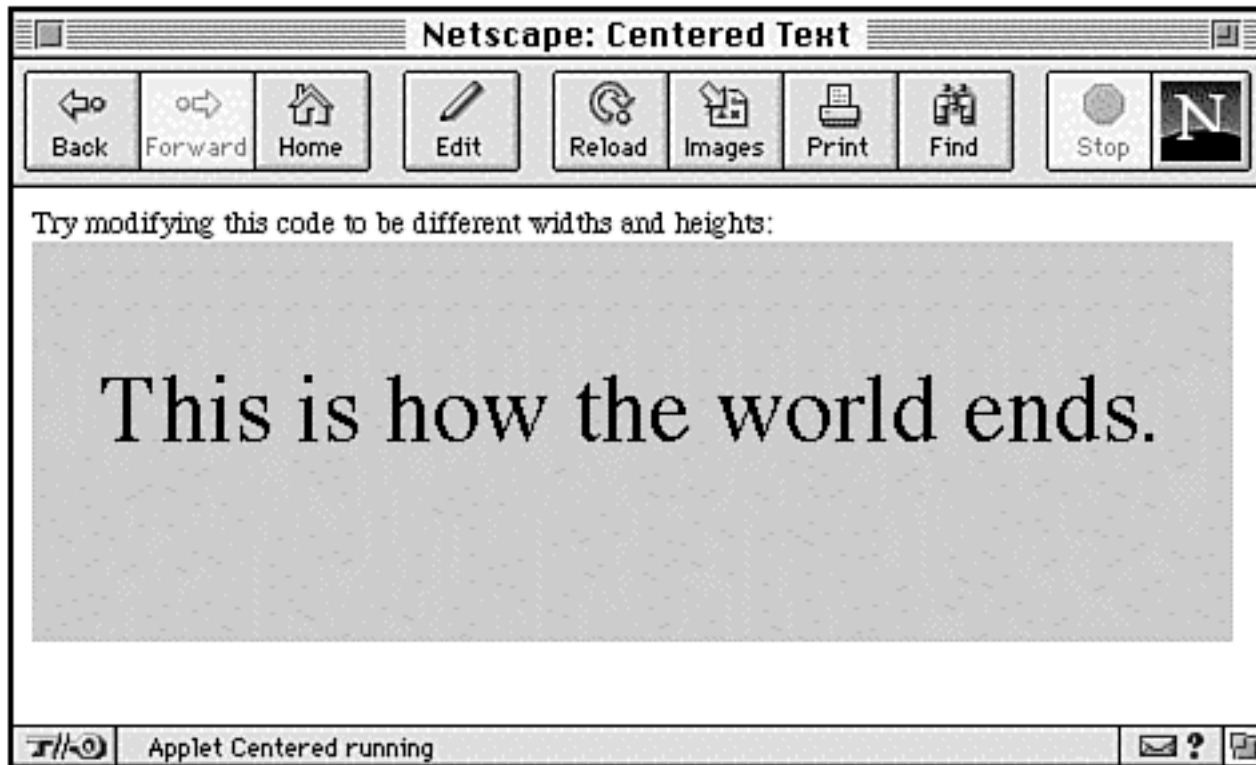 Netscape: Centered Text
Back Forward Home Edit Reload Images Print Find Stop N
Try modifying this code to be different widths and heights:
This is how the world ends.
Applet Centered running ?